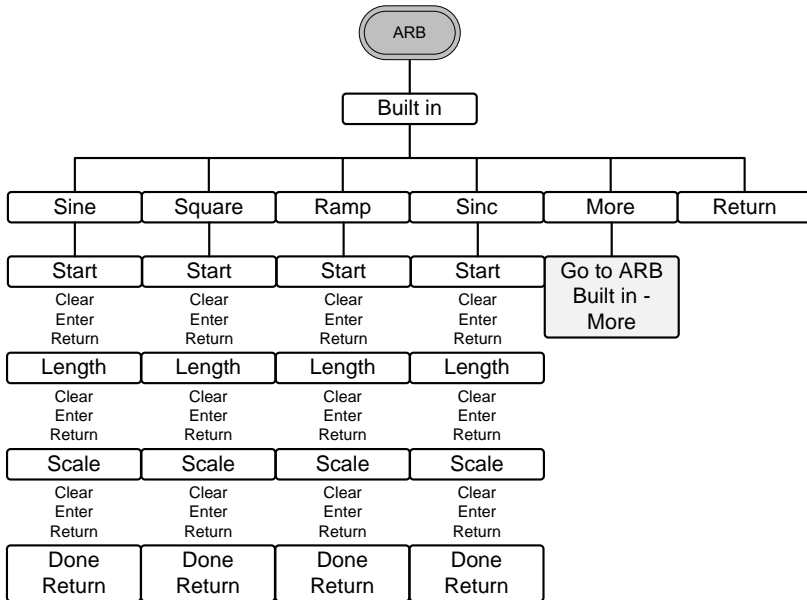 ARB
Built in
Sine Square Ramp Sinc More Return
Start Start Start Start Go to ARB
Clear Clear Clear Clear Built in -
Enter Enter Enter Enter More
Return Return Return Return
Length Length Length Length
Clear Clear Clear Clear
Enter Enter Enter Enter
Return Return Return Return
Scale Scale Scale Scale
Clear Clear Clear Clear
Enter Enter Enter Enter
Return Return Return Return
Done Done Done Done
Return Return Return Return